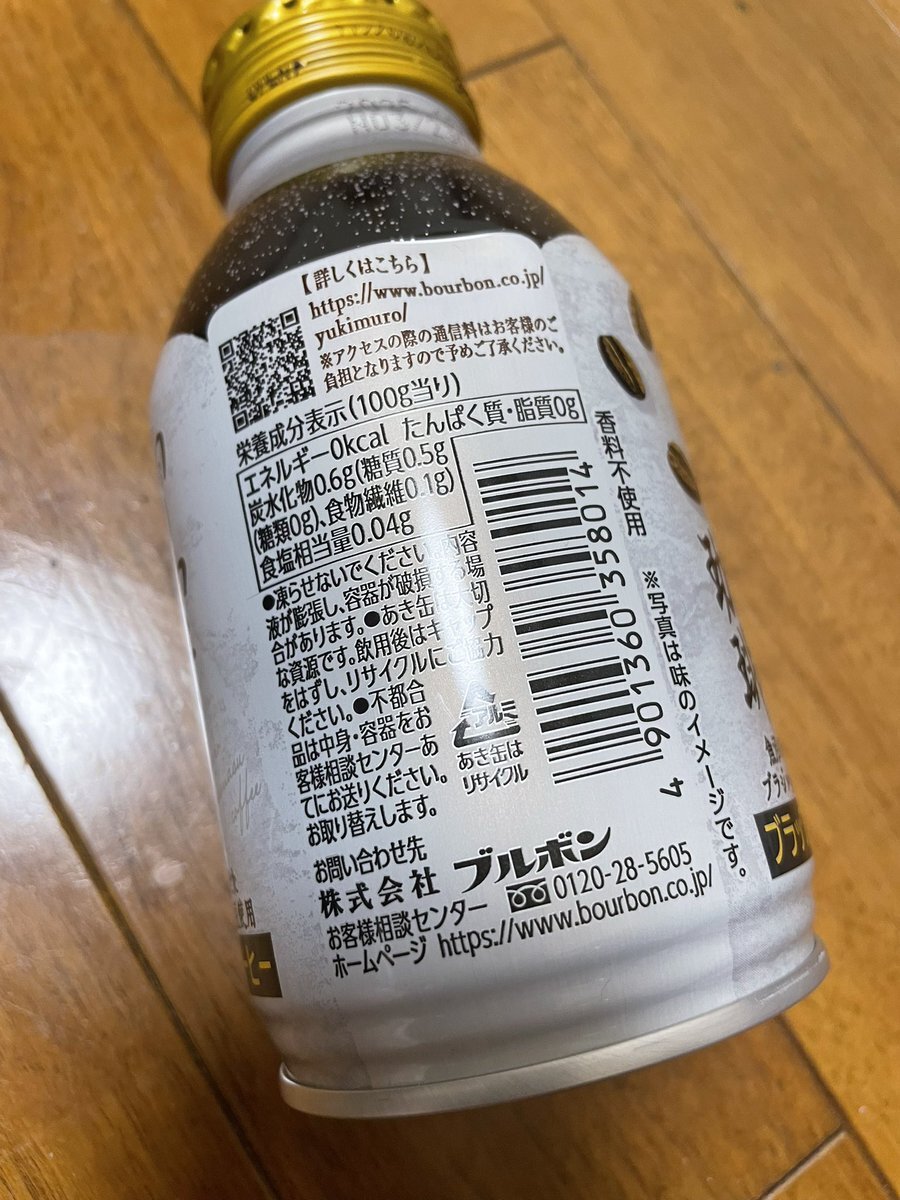 【詳しくはこちら】
https://www.bourbon.co.jp/
yukimuro/
※アクセスの際の通信料はお客様のご
負担となりますので予めご了承ください。
栄養成分表示(100g当り)
エネルギー0kcal たんぱく質・脂質0g
炭水化物0.6g(糖質0.5g
(糖類0g)、食物繊維0.1g)
食塩相当量0.04g
●凍らせないでください。内容
液が膨張し、容器が破損する場
合があります。●あき缶は大切
な資源です。飲用後はキャップ
をはずし、リサイクルにご協力
ください。●不都合
品は中身・容器をお
客様相談センターあ
てにお送りください。
お取り替えします。
あき缶は
リサイクル
4 901360 358014
香料不使用
※写真は味のイメージです。
お問い合わせ先
株式会社 ブルボン
お客様相談センター 0120-28-5605
ホームページ https://www.bourbon.co.jp/
coffee
使用
ヒー